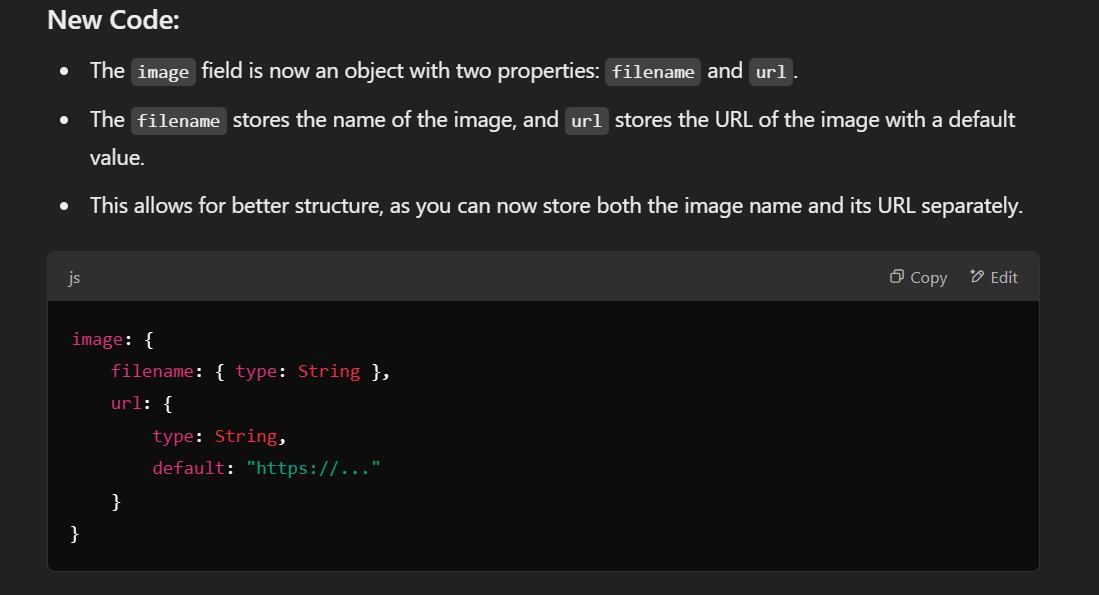 New Code:
• The image field is now an object with two properties: filename and url.
• The filename stores the name of the image, and url stores the URL of the image with a default
value.
• This allows for better structure, as you can now store both the image name and its URL separately.
js Copy Edit
image: {
    filename: { type: String },
    url: {
        type: String,
        default: "https://..."
    }
}